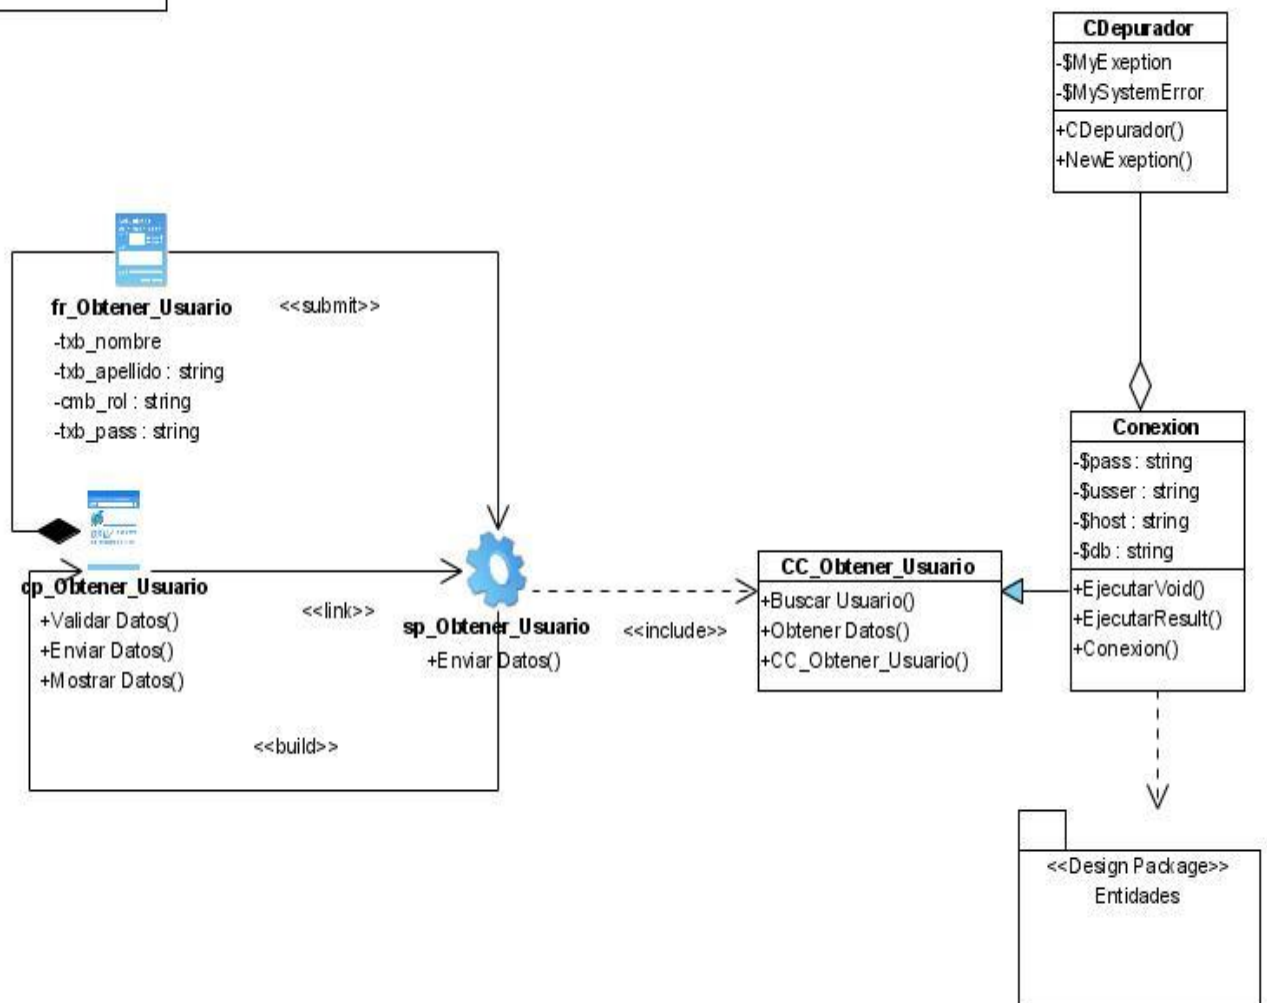 CDepurador
-$MyExeption
-$MySystemError
+CDepurador()
+NewExeption()
fr_Obtener_Usuario
<<submit>>
-txb_nombre
-txb_apellido : string
-cmb_rol : string
-txb_pass : string
Conexion
-$pass : string
-$usser : string
-$host : string
-$db : string
+EjecutarVoid()
+EjecutarResult()
+Conexion()
cp_Obtener_Usuario
+Validar Datos()
+Enviar Datos()
+Mostrar Datos()
<<link>>
sp_Obtener_Usuario
+Enviar Datos()
<<include>>
CC_Obtener_Usuario
+Buscar Usuario()
+Obtener Datos()
+CC_Obtener_Usuario()
<<build>>
<<Design Package>>
Entidades